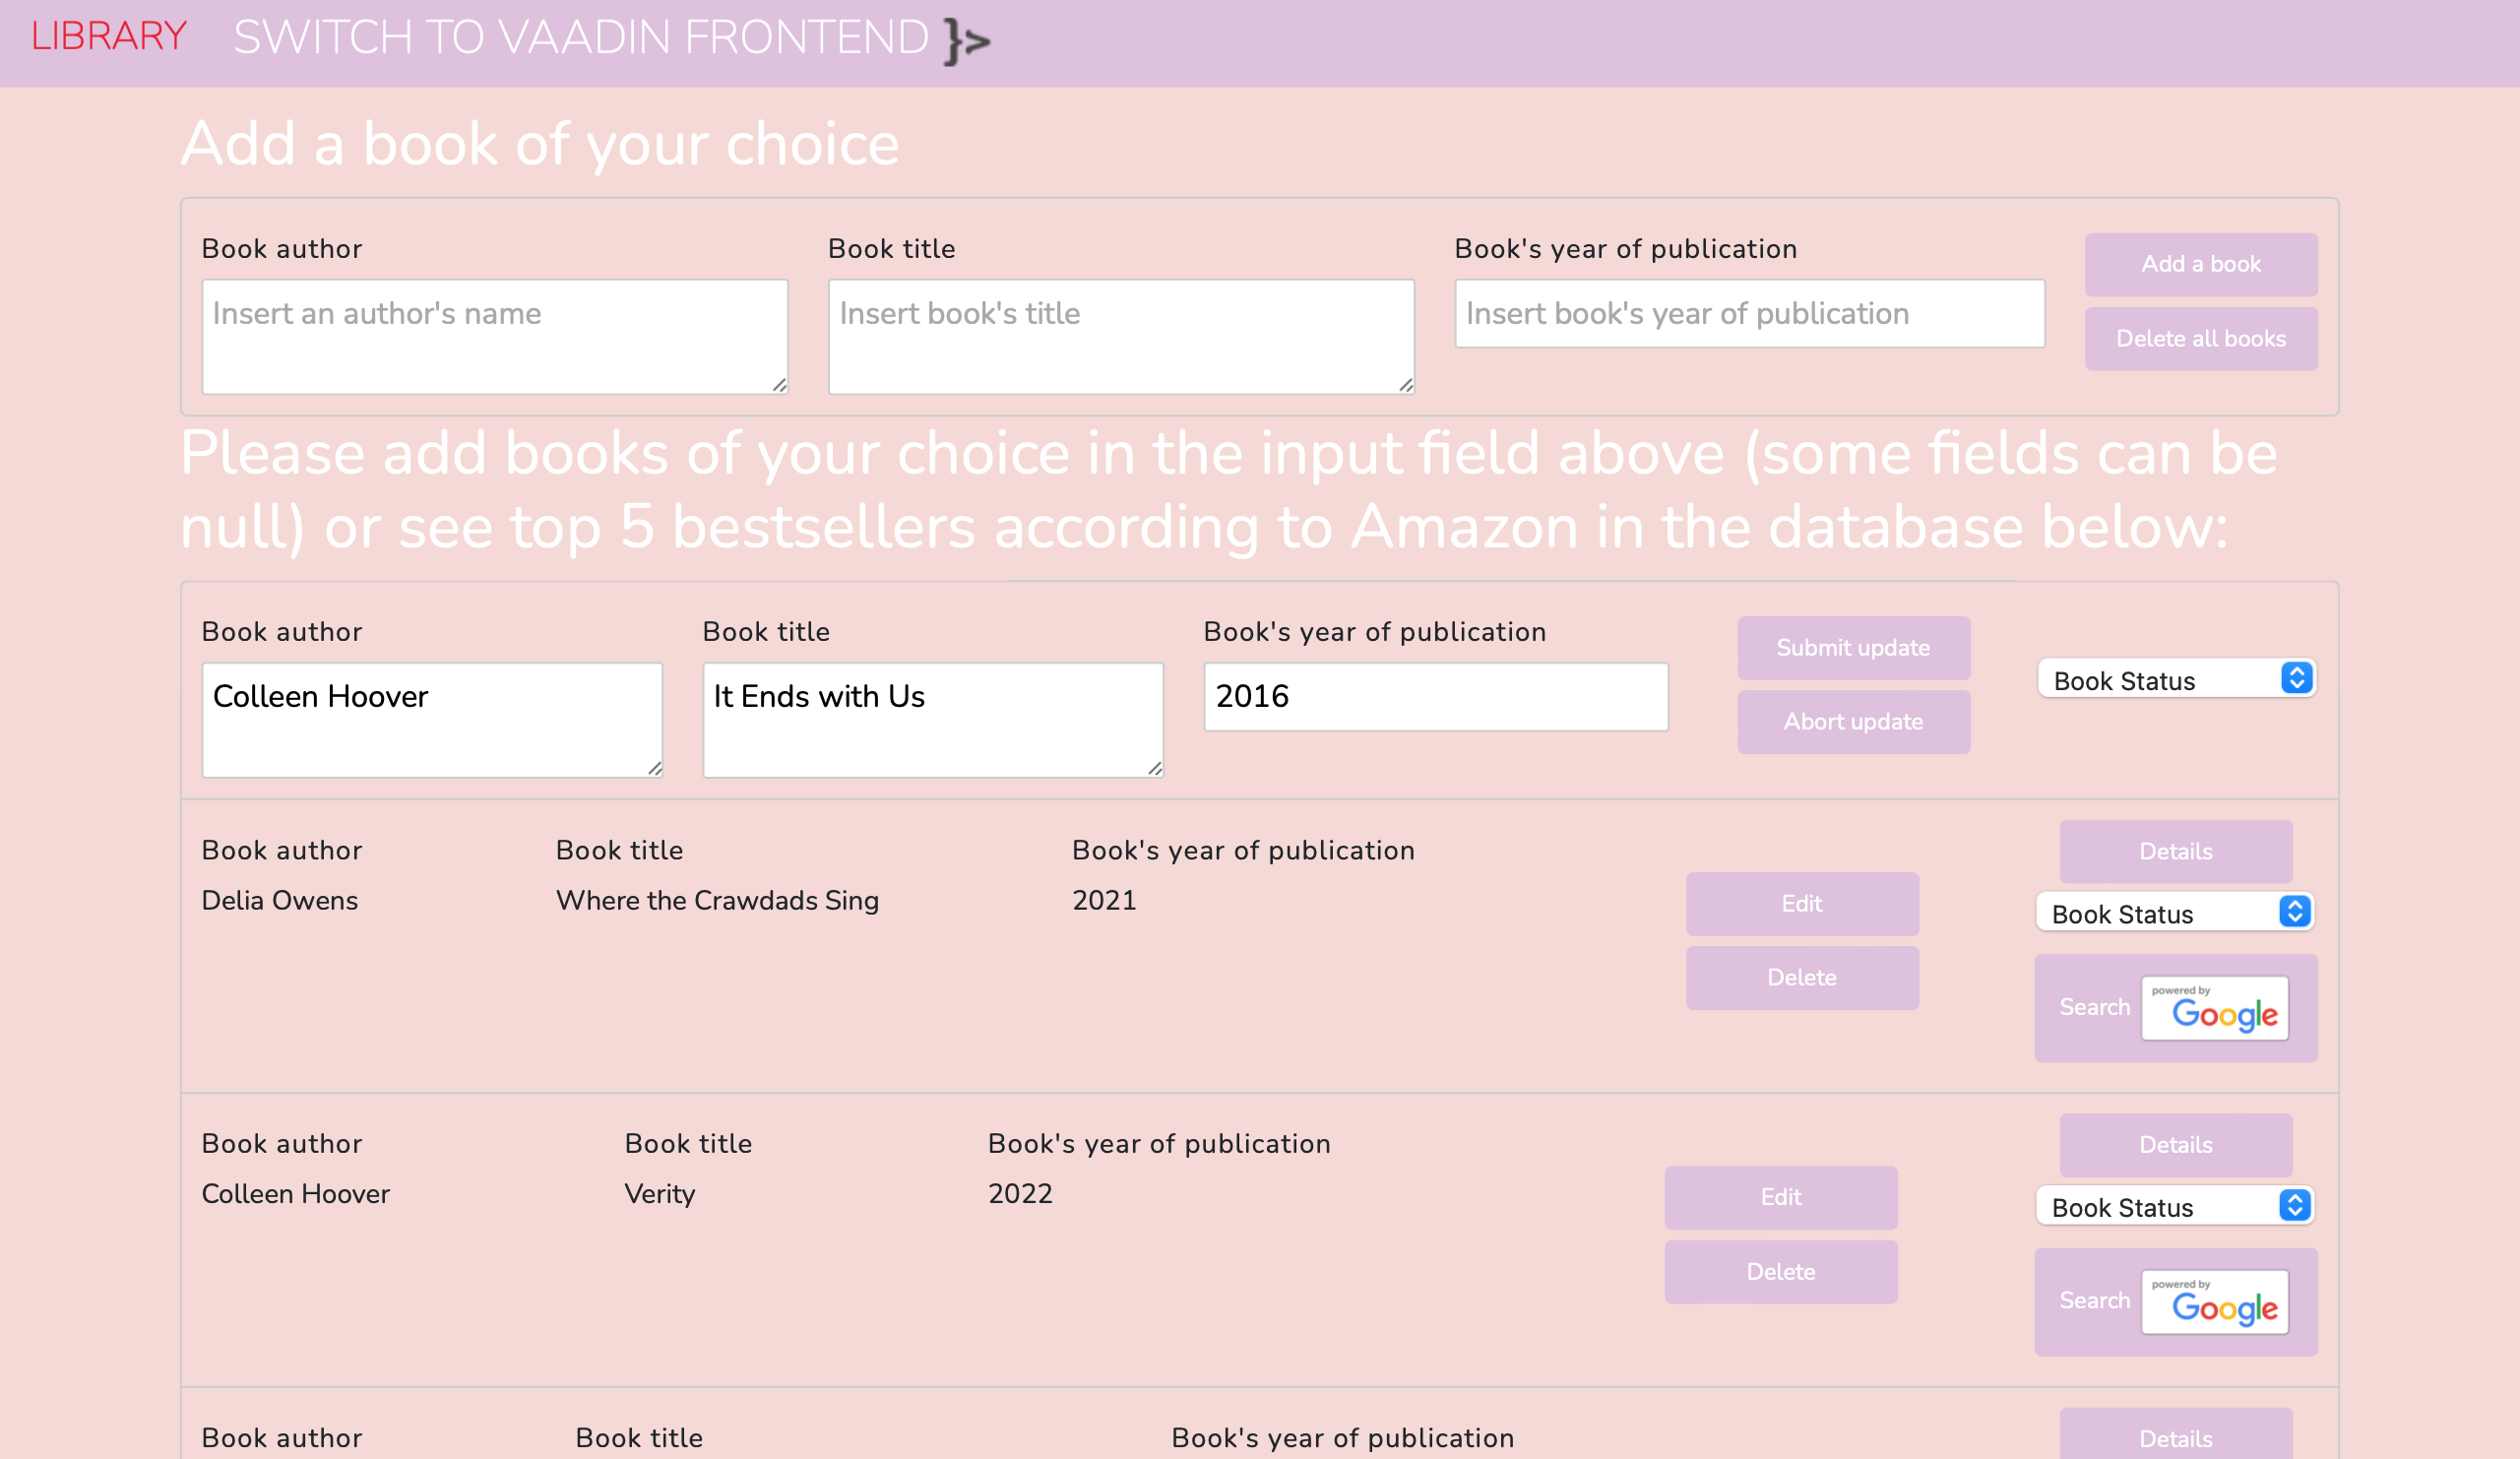 LIBRARY SWITCH TO VAADIN FRONTEND }>
Add a book of your choice
Book author Book title Book's year of publication
Insert an author's name Insert book's title Insert book's year of publication
Add a book
Delete all books
Please add books of your choice in the input field above (some fields can be
null) or see top 5 bestsellers according to Amazon in the database below:
Book author Book title Book's year of publication
Colleen Hoover It Ends with Us 2016
Submit update
Abort update
Book Status
Book author Book title Book's year of publication
Delia Owens Where the Crawdads Sing 2021
Edit
Delete
Details
Book Status
Search powered by Google
Book author Book title Book's year of publication
Colleen Hoover Verity 2022
Edit
Delete
Details
Book Status
Search powered by Google
Book author Book title Book's year of publication
Details